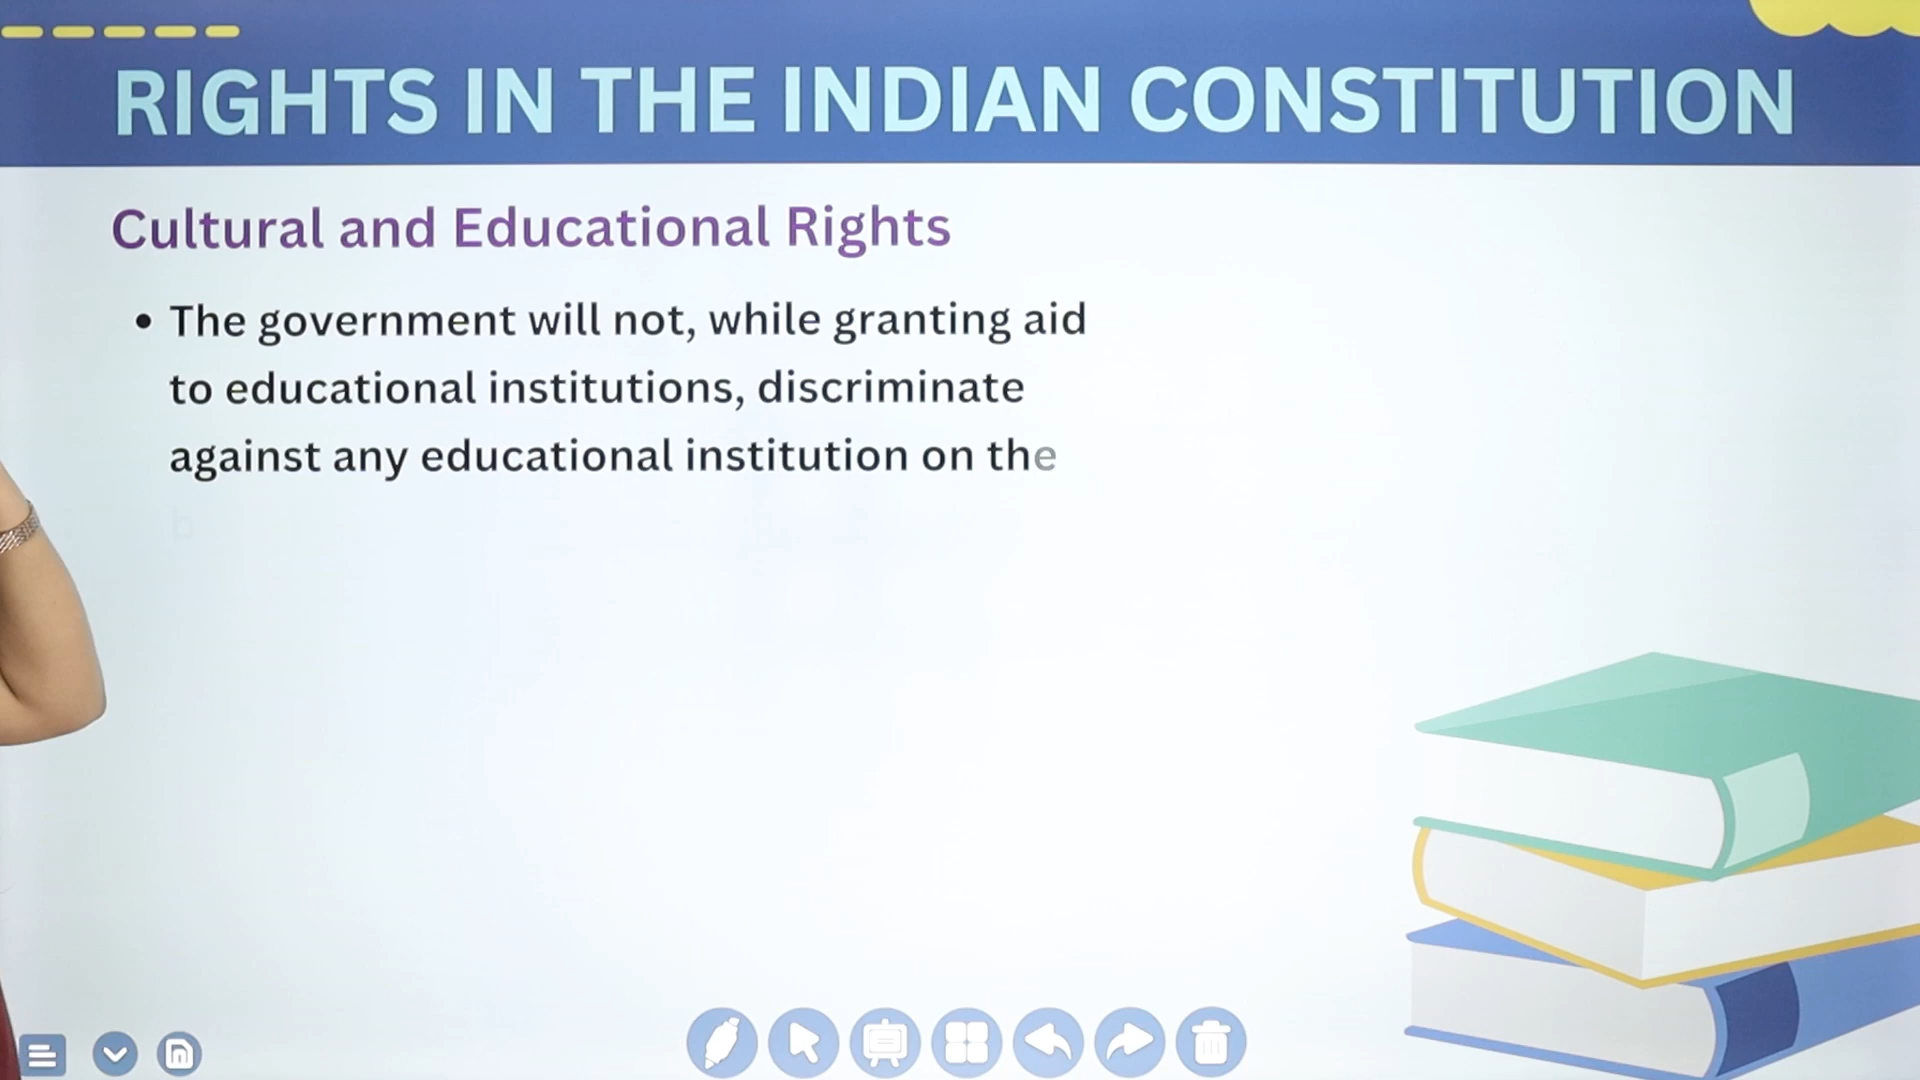 RIGHTS IN THE INDIAN CONSTITUTION
Cultural and Educational Rights
• The government will not, while granting aid
to educational institutions, discriminate
against any educational institution on the
b